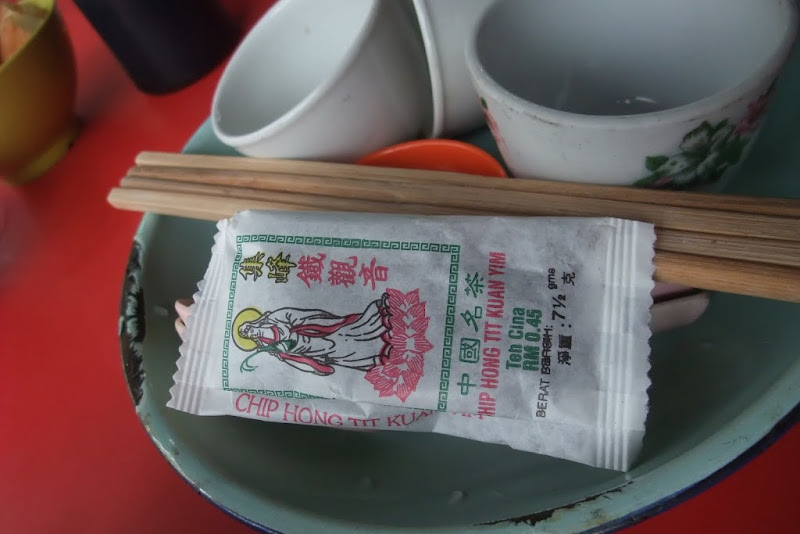 集峰
鐵觀音
CHIP HONG TIT KUAN
中國名茶
CHIP HONG TIT KUAN YIM
Teh Cina
RM 0.45
BERAT BERSIH: 7½ gms
淨重：7½ 克